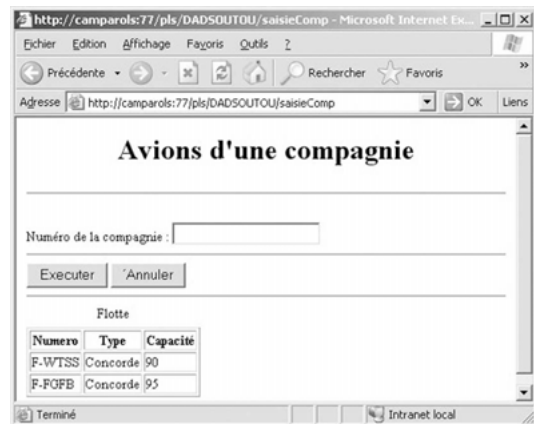 http://camparols:77/pls/DADSOUTOU/saisieComp - Microsoft Internet Ex...
Fichier Edition Affichage Favoris Outils ?
Précédente Rechercher Favoris »
Adresse http://camparols:77/pls/DADSOUTOU/saisieComp OK Liens
Avions d'une compagnie
Numéro de la compagnie :
Executer ´Annuler
Flotte
Numero Type Capacité
F-WTSS Concorde 90
F-FGFB Concorde 95
Terminé Intranet local